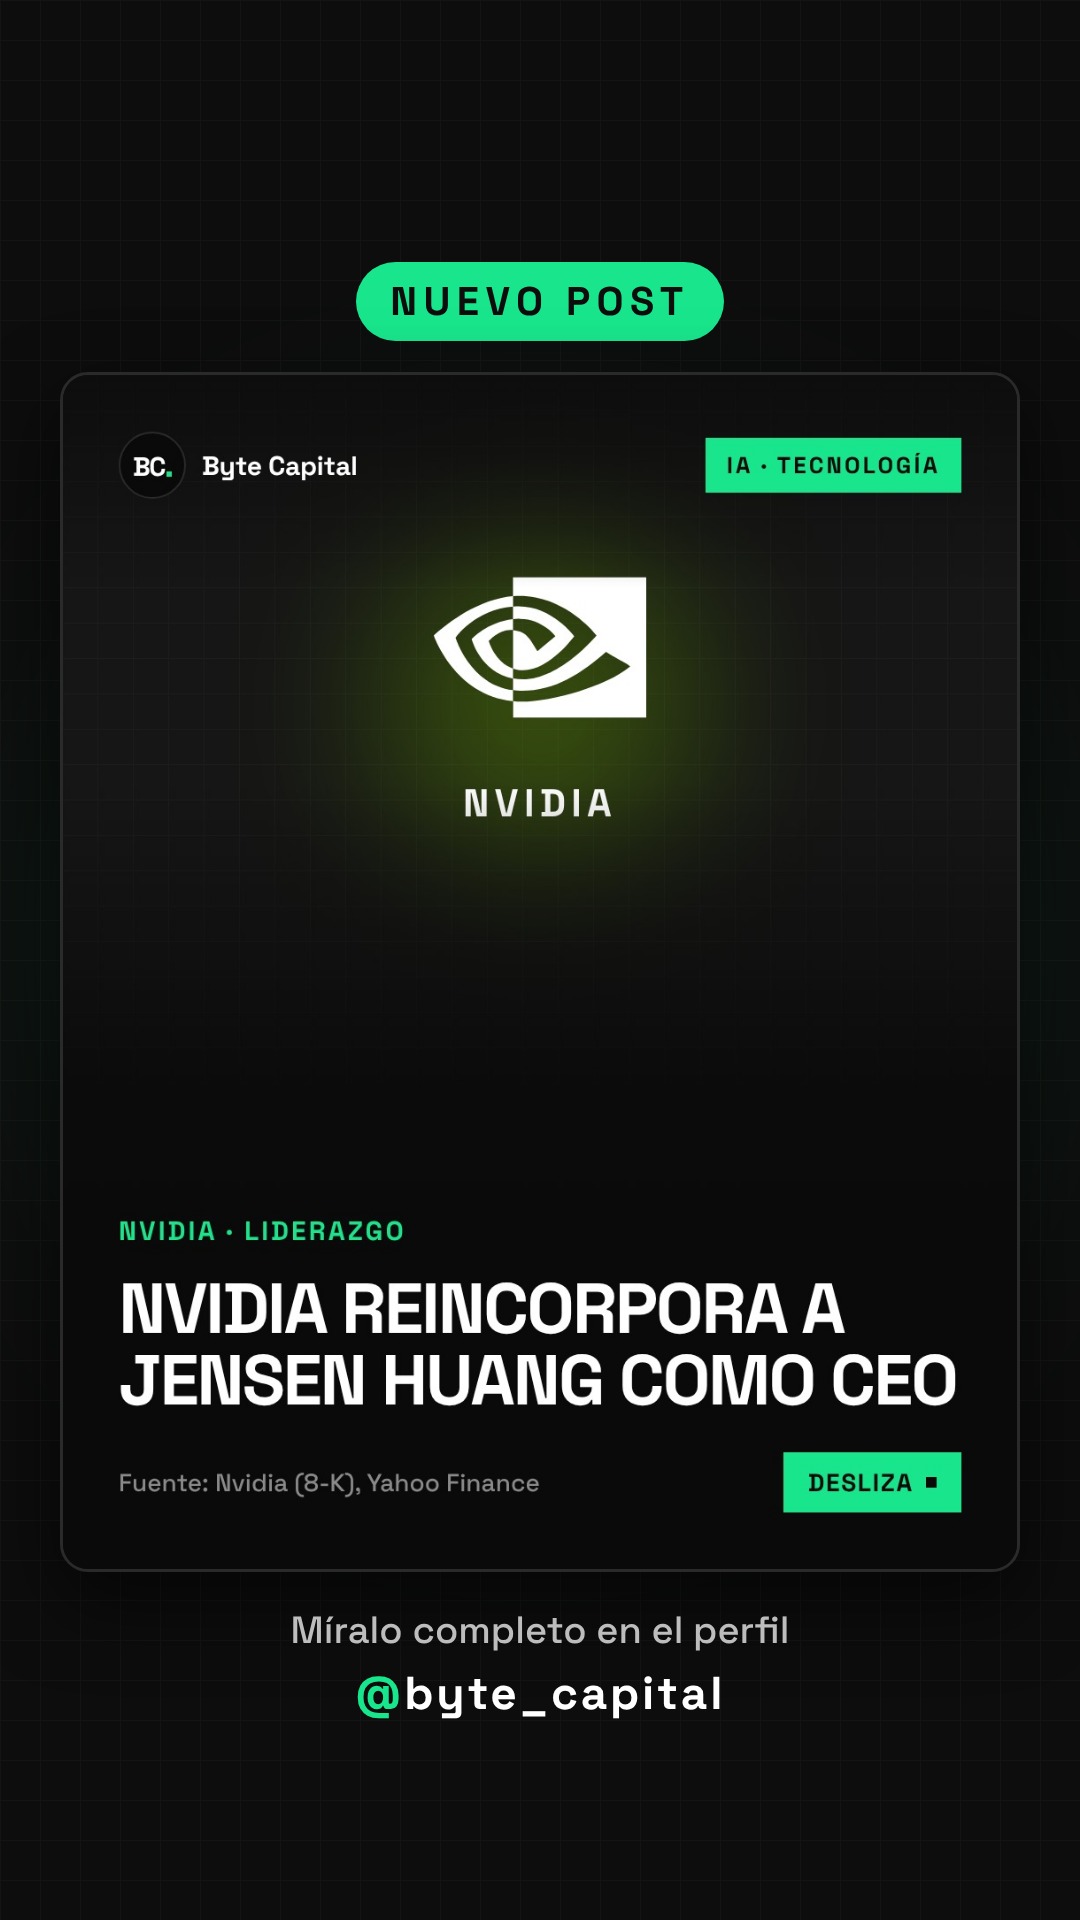 NUEVO POST
BC.
Byte Capital
IA · TECNOLOGÍA
NVIDIA
NVIDIA · LIDERAZGO
NVIDIA REINCORPORA A
JENSEN HUANG COMO CEO
Fuente: Nvidia (8-K), Yahoo Finance
DESLIZA ▪
Míralo completo en el perfil
@byte_capital